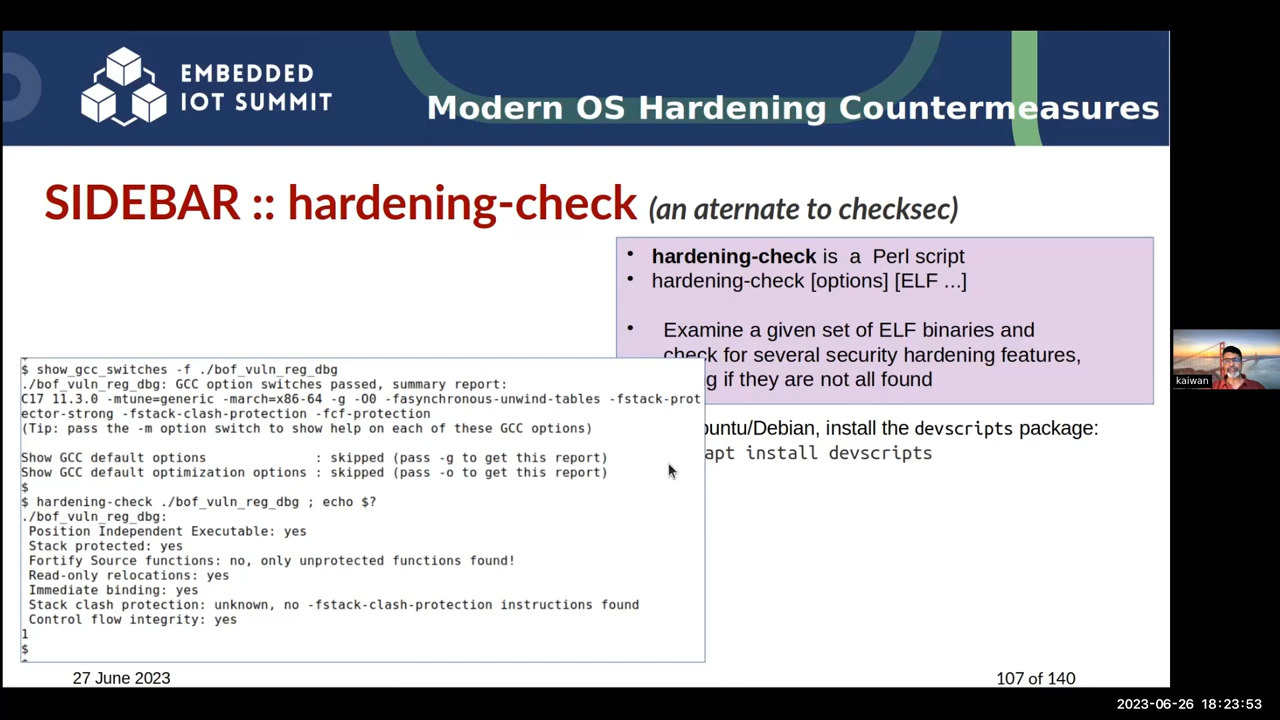 EMBEDDED
IOT SUMMIT
Modern OS Hardening Countermeasures
SIDEBAR :: hardening-check (an aternate to checksec)
• hardening-check is a Perl script
• hardening-check [options] [ELF ...]
• Examine a given set of ELF binaries and
check for several security hardening features,
g if they are not all found
buntu/Debian, install the devscripts package:
apt install devscripts
$ show_gcc_switches -f ./bof_vuln_reg_dbg
./bof_vuln_reg_dbg: GCC option switches passed, summary report:
C17 11.3.0 -mtune=generic -march=x86-64 -g -O0 -fasynchronous-unwind-tables -fstack-prot
ector-strong -fstack-clash-protection -fcf-protection
(Tip: pass the -m option switch to show help on each of these GCC options)
Show GCC default options : skipped (pass -g to get this report)
Show GCC default optimization options : skipped (pass -o to get this report)
$
$ hardening-check ./bof_vuln_reg_dbg ; echo $?
./bof_vuln_reg_dbg:
Position Independent Executable: yes
Stack protected: yes
Fortify Source functions: no, only unprotected functions found!
Read-only relocations: yes
Immediate binding: yes
Stack clash protection: unknown, no -fstack-clash-protection instructions found
Control flow integrity: yes
1
$
kaiwan
27 June 2023
107 of 140
2023-06-26 18:23:53